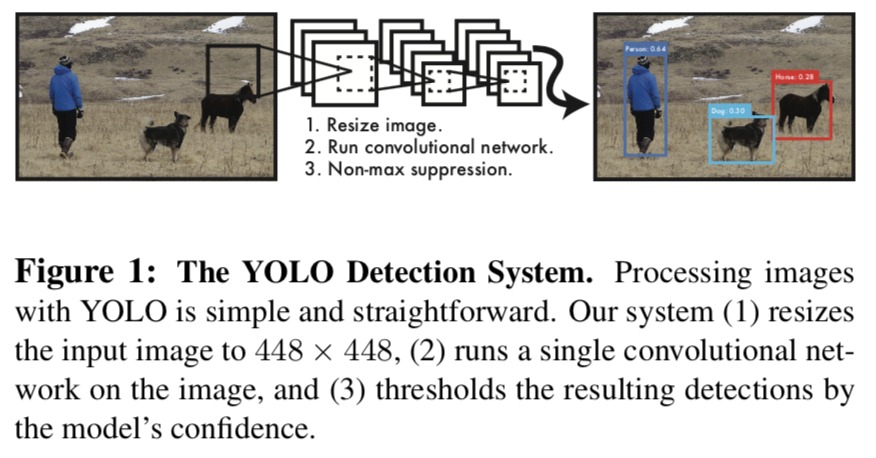 Person: 0.64
Horse: 0.28
Dog: 0.30
1. Resize image.
2. Run convolutional network.
3. Non-max suppression.
Figure 1: The YOLO Detection System. Processing images
with YOLO is simple and straightforward. Our system (1) resizes
the input image to 448 × 448, (2) runs a single convolutional net-
work on the image, and (3) thresholds the resulting detections by
the model’s confidence.